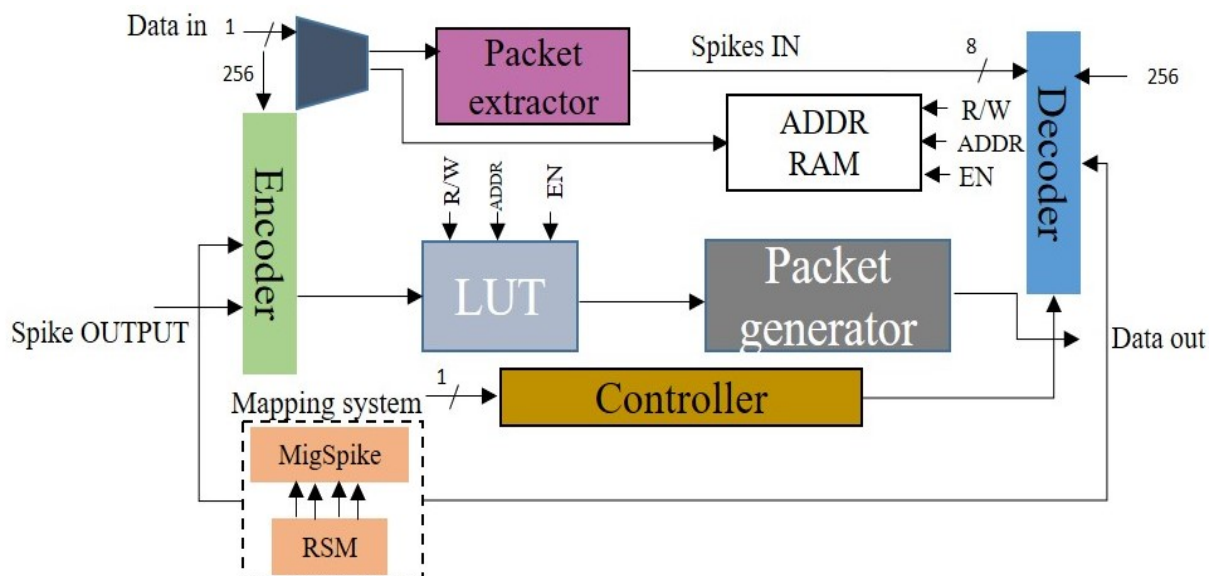 Data in
1
256
Packet
extractor
Spikes IN
8
256
Decoder
ADDR
RAM
R/W
ADDR
EN
Encoder
R/W
ADDR
EN
LUT
Packet
generator
Spike OUTPUT
Data out
1
Controller
Mapping system
MigSpike
RSM